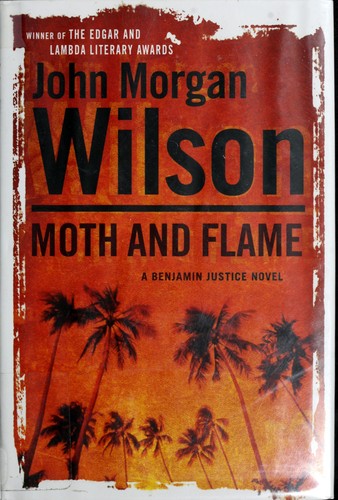 WINNER OF THE EDGAR AND
LAMBDA LITERARY AWARDS
John Morgan
Wilson
MOTH AND FLAME
A BENJAMIN JUSTICE NOVEL